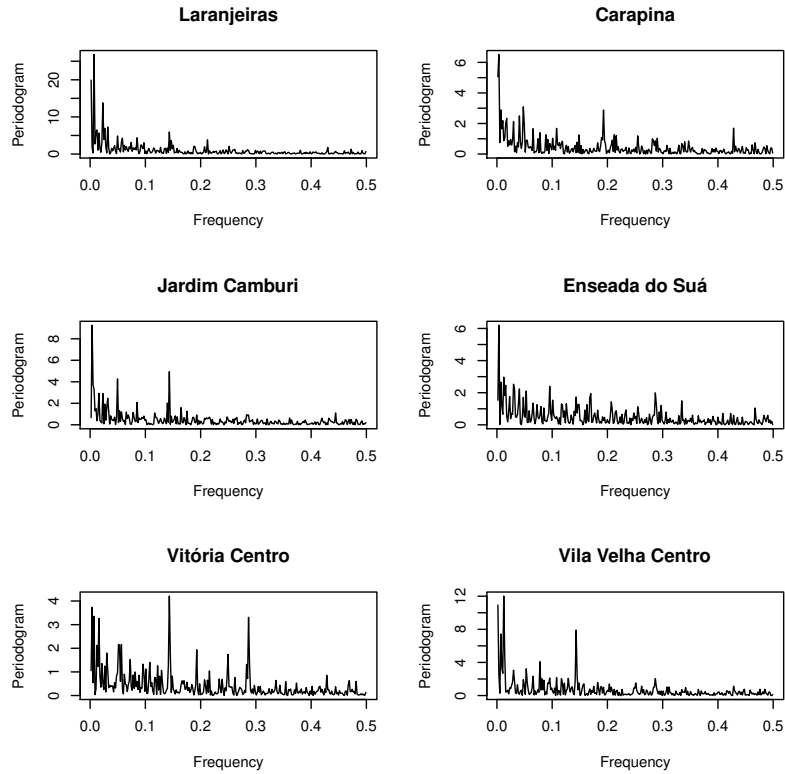 Laranjeiras
Periodogram
0 10 20
0.0 0.1 0.2 0.3 0.4 0.5
Frequency
Carapina
Periodogram
0 2 4 6
0.0 0.1 0.2 0.3 0.4 0.5
Frequency
Jardim Camburi
Periodogram
0 2 4 6 8
0.0 0.1 0.2 0.3 0.4 0.5
Frequency
Enseada do Suá
Periodogram
0 2 4 6
0.0 0.1 0.2 0.3 0.4 0.5
Frequency
Vitória Centro
Periodogram
0 1 2 3 4
0.0 0.1 0.2 0.3 0.4 0.5
Frequency
Vila Velha Centro
Periodogram
0 4 8 12
0.0 0.1 0.2 0.3 0.4 0.5
Frequency